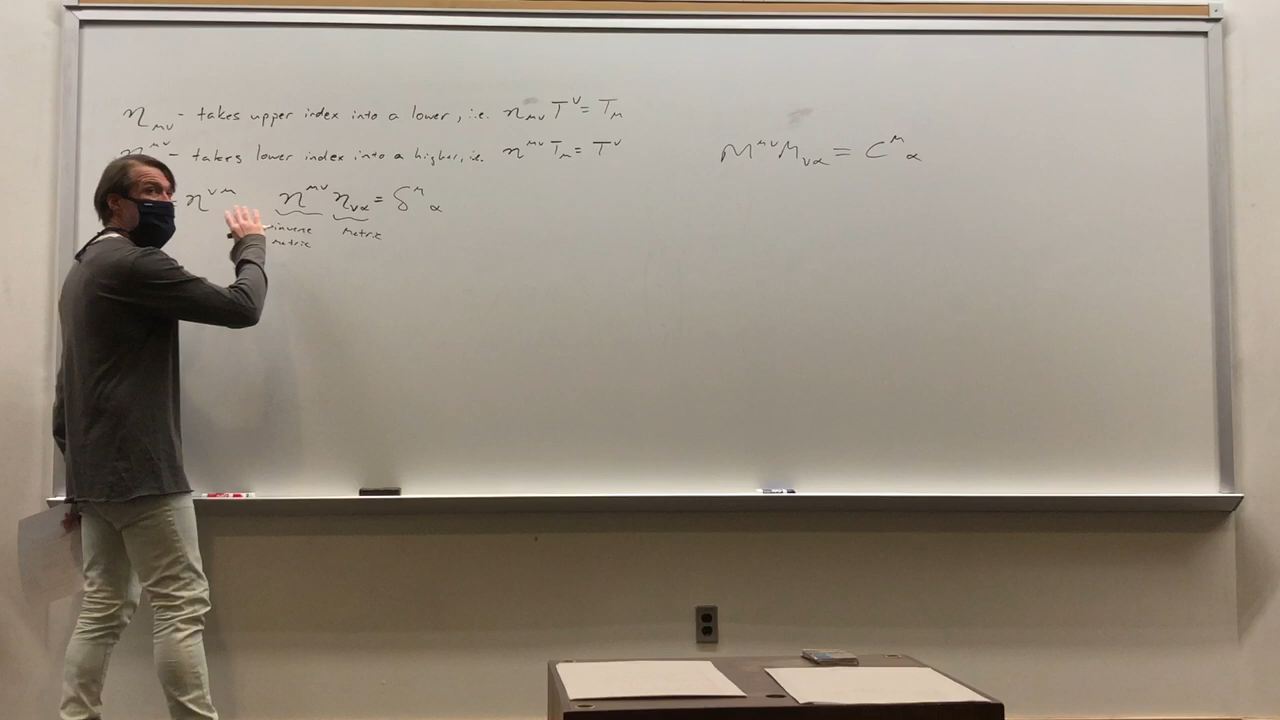 η_μν - takes upper index into a lower, i.e. η_μν T^ν = T_μ
η^μν - takes lower index into a higher, i.e. η^μν T_μ = T^ν
M^μν M_να = C^μ_α
η^νμ η^μν η_να = δ^μ_α
inverse metric
metric